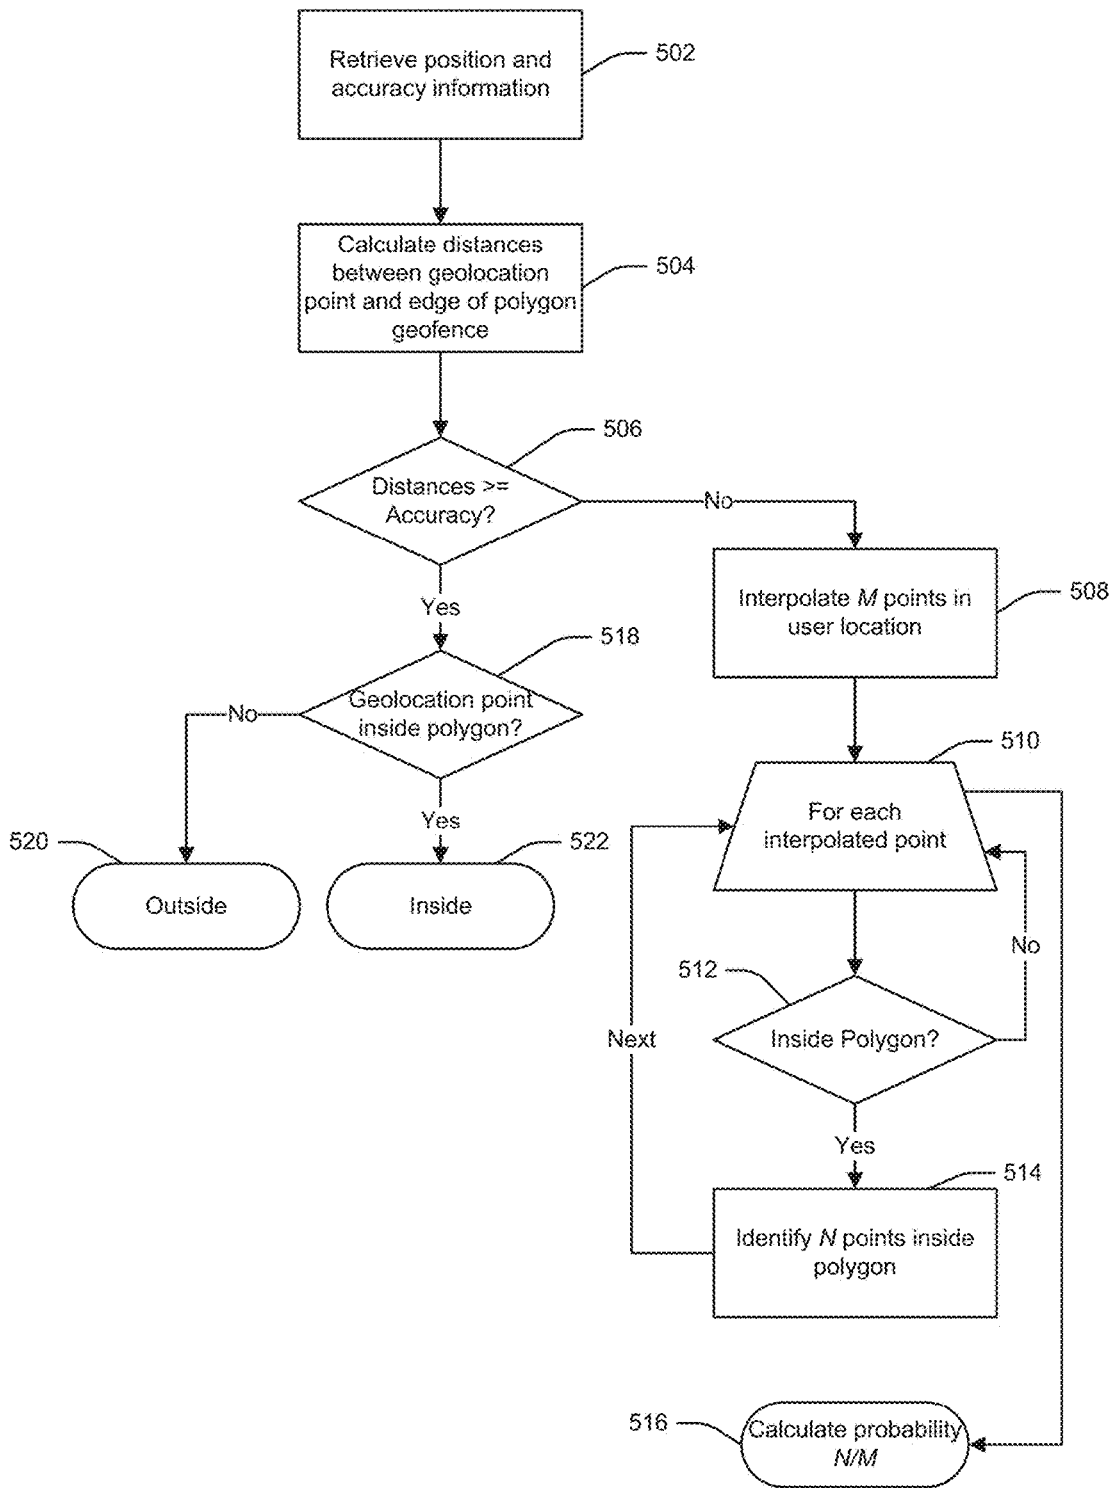 502
Retrieve position and
accuracy information
504
Calculate distances
between geolocation
point and edge of polygon
geofence
506
Distances >=
Accuracy?
No
Yes
508
Interpolate M points in
user location
518
Geolocation point
inside polygon?
No
Yes
510
For each
interpolated point
520
Outside
522
Inside
No
512
Inside Polygon?
Next
Yes
514
Identify N points inside
polygon
516
Calculate probability
N/M